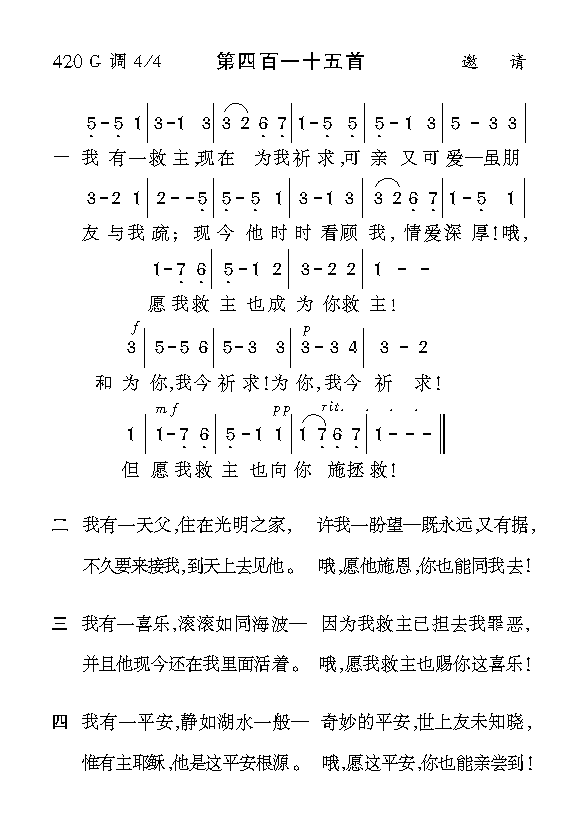 420 G 调 4/4 第四百一十五首 邀 请
5-5 1|3-1 3|3 2 6 7|1-5 5|5-1 3|5 - 3 3
一 我有一救主,现在 为我祈求,可亲又可爱—虽朋
3-2 1|2--5|5-5 1|3-1 3|3 2 6 7|1-5 1
友与我疏; 现今他时时看顾我,情爱深厚!哦,
1-7 6|5-1 2|3-2 2|1 - -
愿我救主也成为你救主!
f p
3|5-5 6|5-3 3|3-3 4|3 - 2
和为你,我今祈求!为你,我今祈 求!
mf pp rit. . . .
1|1-7 6|5-1 1|1 7 6 7|1---‖
但愿我救主也向你 施拯救!
二 我有一天父,住在光明之家, 许我一盼望—既永远,又有据,
不久要来接我,到天上去见他。 哦,愿他施恩,你也能同我去!
三 我有一喜乐,滚滚如同海波— 因为我救主已担去我罪恶,
并且他现今还在我里面活着。 哦,愿我救主也赐你这喜乐!
四 我有一平安,静如湖水一般— 奇妙的平安,世上友未知晓,
惟有主耶稣,他是这平安根源。 哦,愿这平安,你也能亲尝到!